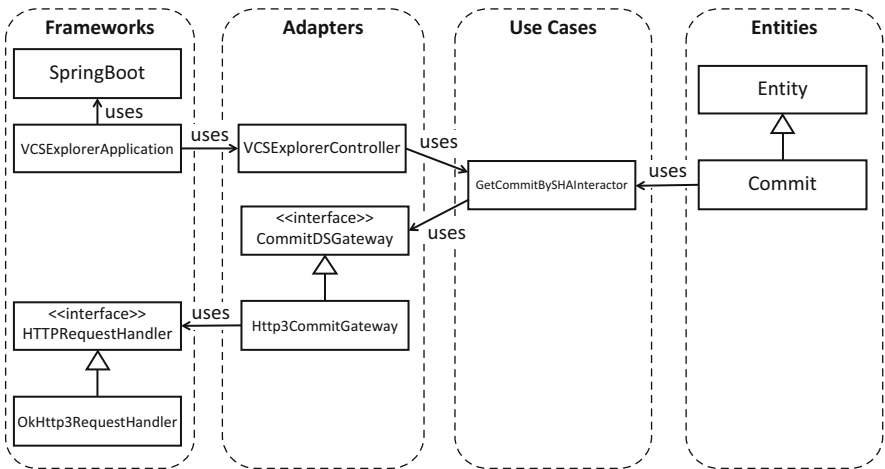 Frameworks
Adapters
Use Cases
Entities
SpringBoot
uses
VCSExplorerApplication
uses
VCSExplorerController
uses
GetCommitBySHAInteractor
uses
Entity
Commit
<<interface>>
CommitDSGateway
uses
Http3CommitGateway
uses
<<interface>>
HTTPRequestHandler
OkHttp3RequestHandler